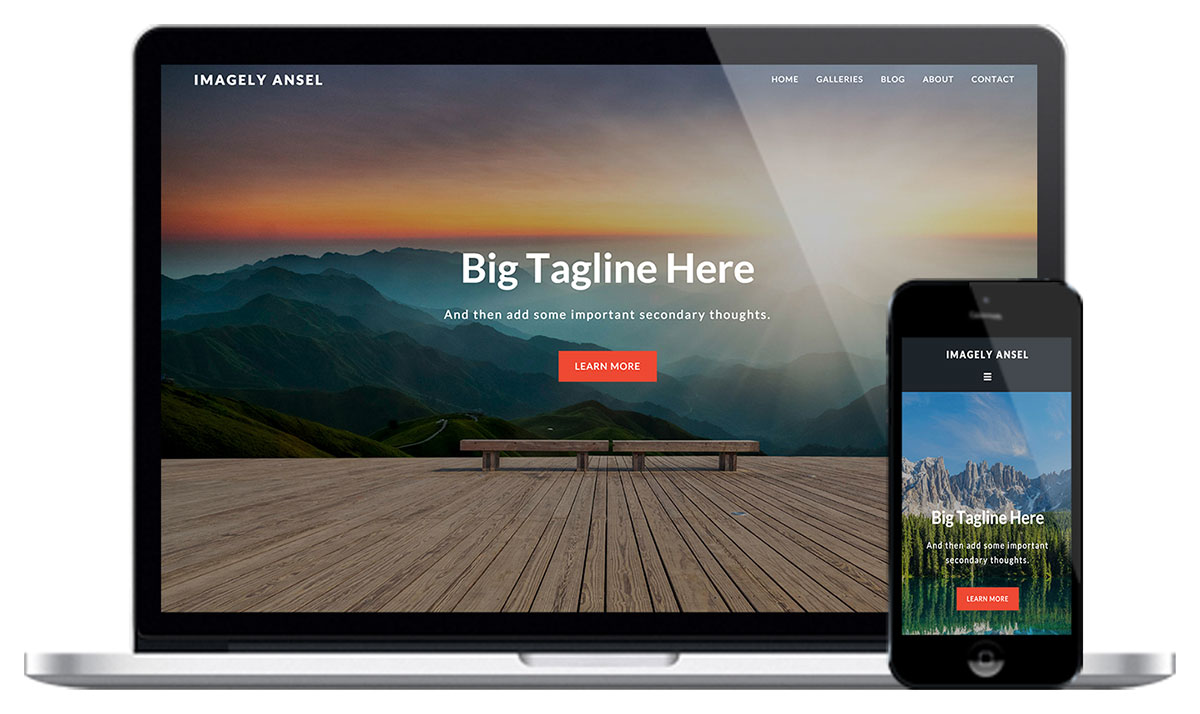 IMAGELY ANSEL
HOME GALLERIES BLOG ABOUT CONTACT
Big Tagline Here
And then add some important secondary thoughts.
LEARN MORE
IMAGELY ANSEL
Big Tagline Here
And then add some important
secondary thoughts.
LEARN MORE